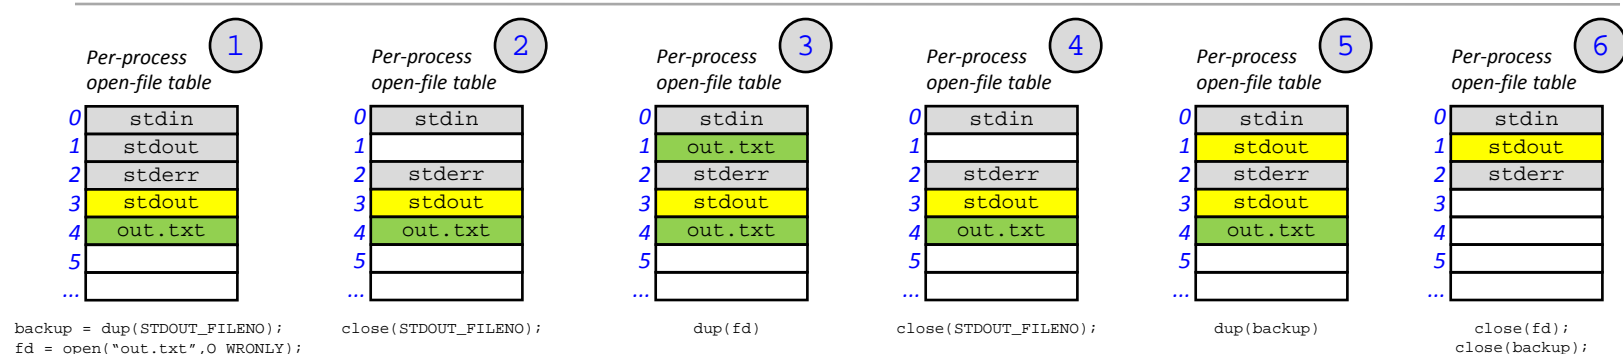 1
Per-process
open-file table
0 stdin
1 stdout
2 stderr
3 stdout
4 out.txt
5
...
backup = dup(STDOUT_FILENO);
fd = open(“out.txt”,O_WRONLY);
2
Per-process
open-file table
0 stdin
1
2 stderr
3 stdout
4 out.txt
5
...
close(STDOUT_FILENO);
3
Per-process
open-file table
0 stdin
1 out.txt
2 stderr
3 stdout
4 out.txt
5
...
dup(fd)
4
Per-process
open-file table
0 stdin
1
2 stderr
3 stdout
4 out.txt
5
...
close(STDOUT_FILENO);
5
Per-process
open-file table
0 stdin
1 stdout
2 stderr
3 stdout
4 out.txt
5
...
dup(backup)
6
Per-process
open-file table
0 stdin
1 stdout
2 stderr
3
4
5
...
close(fd);
close(backup);